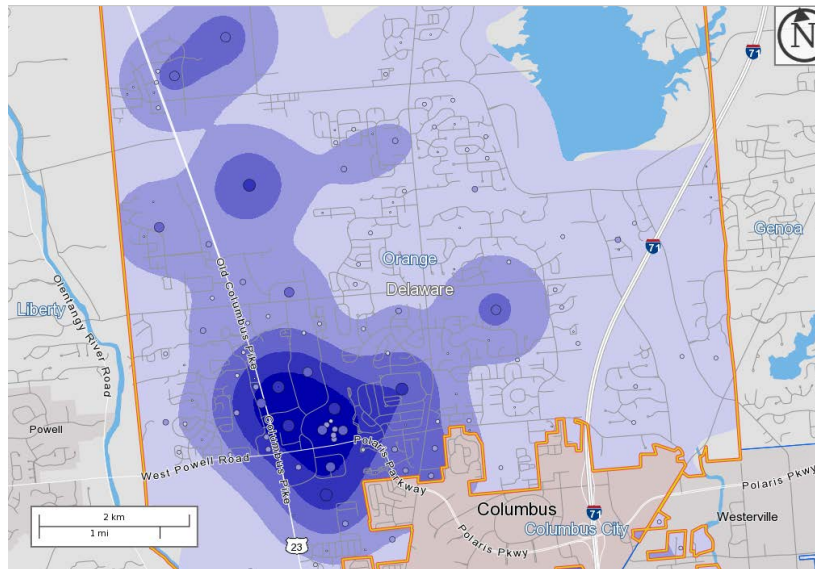 N
71
Genoa
71
Orange
Delaware
Liberty
Old Columbus Pike
Olentangy River Road
Powell
Columbus Pike
Polaris Parkway
West Powell Road
Polaris Pkwy
Columbus
71
Columbus City
Westerville
Polaris Pkwy
2 km
1 mi
23